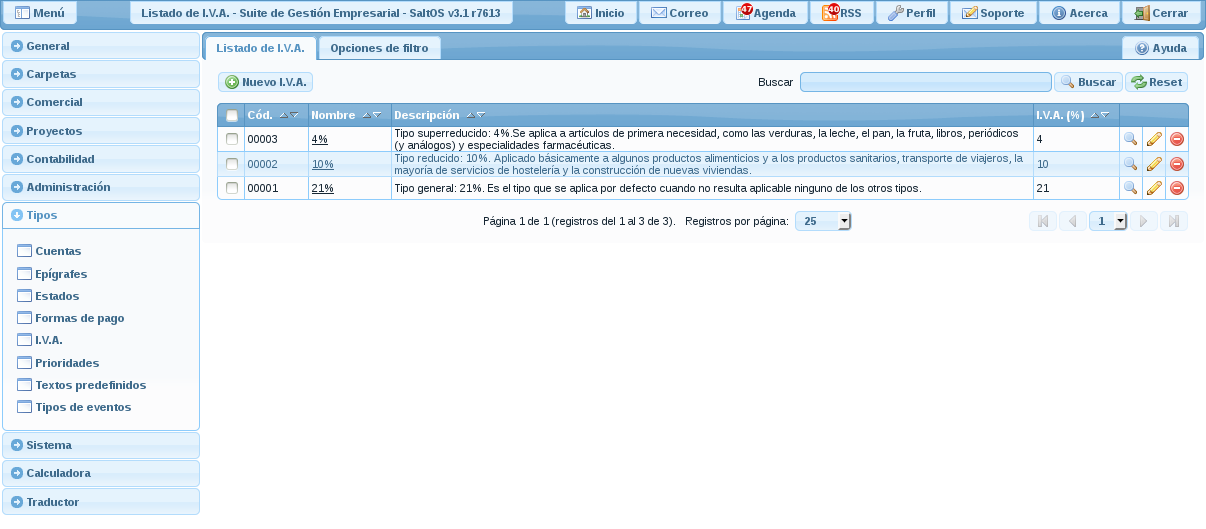 Menú
Listado de I.V.A. - Suite de Gestión Empresarial - SaltOS v3.1 r7613
Inicio
Correo
47
Agenda
40
RSS
Perfil
Soporte
Acerca
Cerrar
General
Carpetas
Comercial
Proyectos
Contabilidad
Administración
Tipos
Cuentas
Epígrafes
Estados
Formas de pago
I.V.A.
Prioridades
Textos predefinidos
Tipos de eventos
Sistema
Calculadora
Traductor
Listado de I.V.A.
Opciones de filtro
Ayuda
Nuevo I.V.A.
Buscar
Buscar
Reset
Cód. Nombre Descripción I.V.A. (%)
00003 4% Tipo superreducido: 4%.Se aplica a artículos de primera necesidad, como las verduras, la leche, el pan, la fruta, libros, periódicos 4
(y análogos) y especialidades farmacéuticas.
00002 10% Tipo reducido: 10%. Aplicado básicamente a algunos productos alimenticios y a los productos sanitarios, transporte de viajeros, la 10
mayoría de servicios de hostelería y la construcción de nuevas viviendas.
00001 21% Tipo general: 21%. Es el tipo que se aplica por defecto cuando no resulta aplicable ninguno de los otros tipos. 21
Página 1 de 1 (registros del 1 al 3 de 3). Registros por página: 25
1